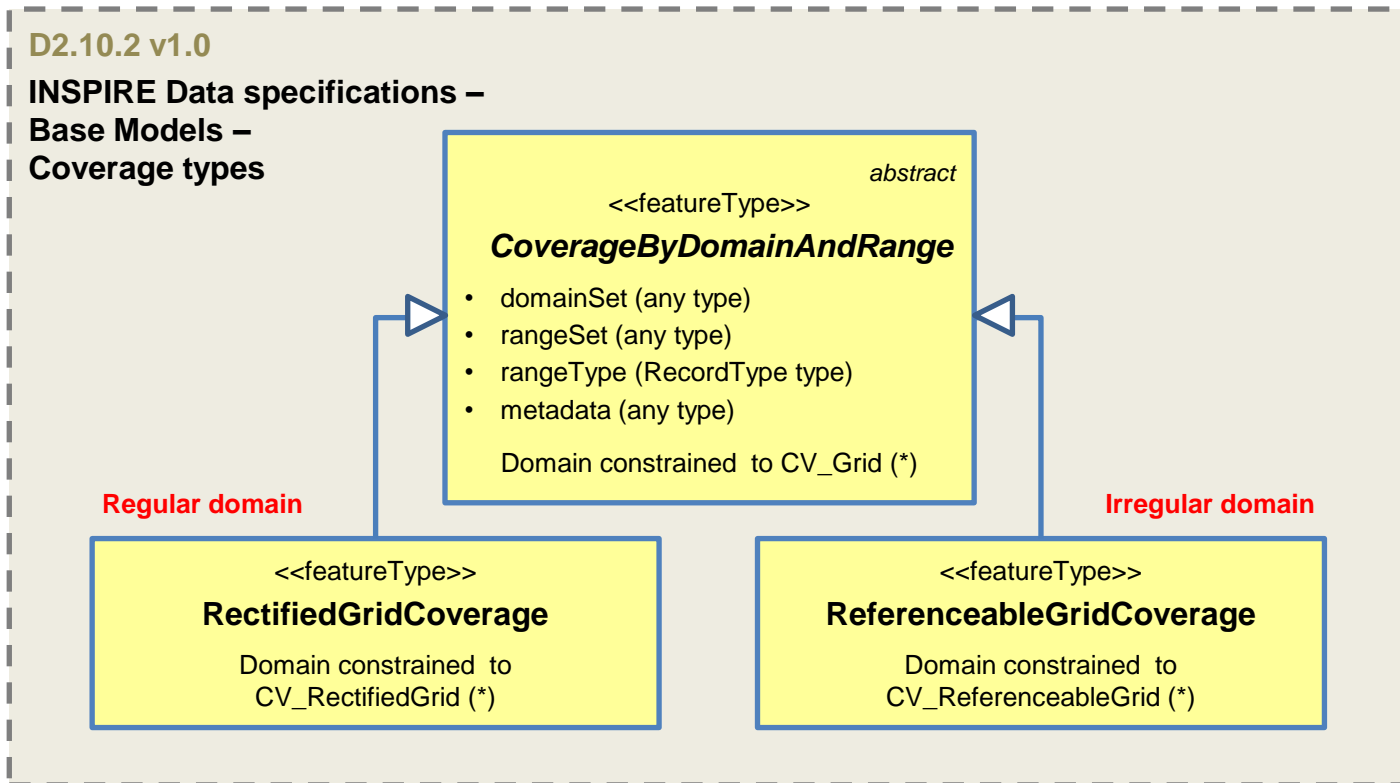 D2.10.2 v1.0
INSPIRE Data specifications –
Base Models –
Coverage types
abstract
<<featureType>>
CoverageByDomainAndRange
• domainSet (any type)
• rangeSet (any type)
• rangeType (RecordType type)
• metadata (any type)
Domain constrained to CV_Grid (*)
Regular domain
Irregular domain
<<featureType>>
RectifiedGridCoverage
Domain constrained to
CV_RectifiedGrid (*)
<<featureType>>
ReferenceableGridCoverage
Domain constrained to
CV_ReferenceableGrid (*)